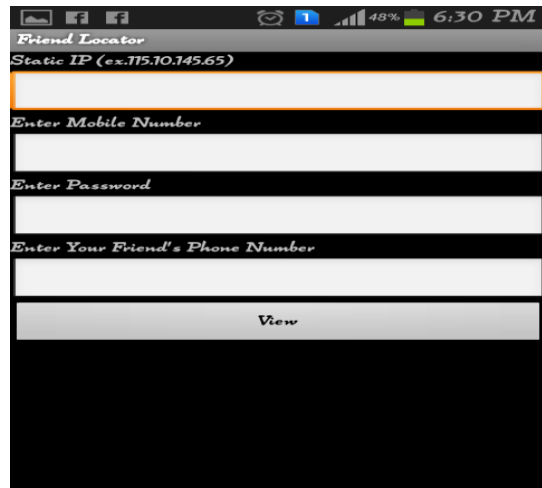 1 48% 6:30 PM
Friend Locator
Static IP (ex.115.10.145.65)
Enter Mobile Number
Enter Password
Enter Your Friend's Phone Number
View